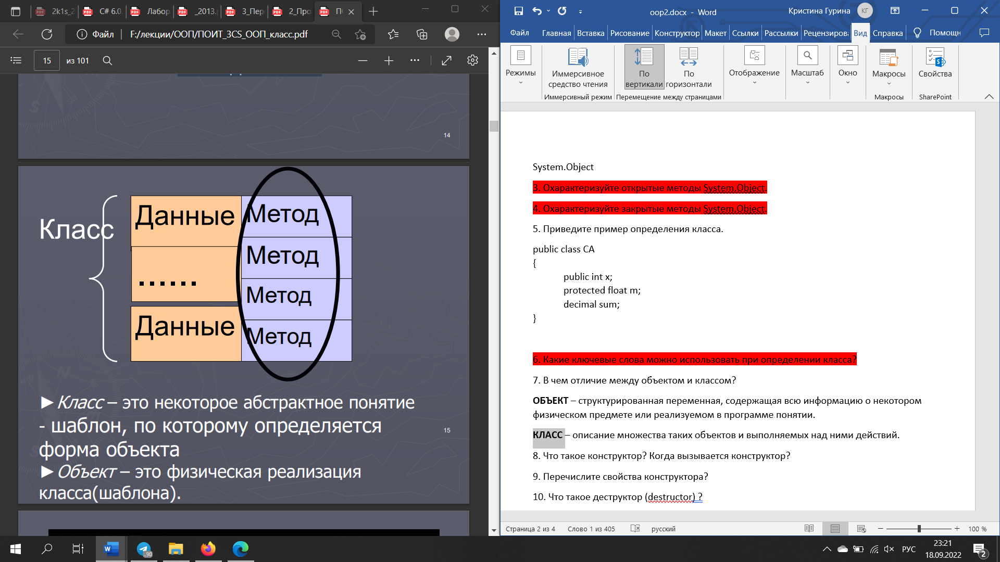 2k1s_2
C# 6.0.
Лабор
_2013.p
3_Пер
2_Про
ПО
Файл
F:/лекции/ООП/ПОИТ_3CS_ООП_класс.pdf
15
из 101
14
Класс
Данные
Метод
Метод
......
Метод
Данные
Метод
►Класс – это некоторое абстрактное понятие
- шаблон, по которому определяется
форма объекта
15
►Объект – это физическая реализация
класса(шаблона).
oop2.docx - Word
Кристина Гурина
КГ
Файл
Главная
Вставка
Рисование
Конструктор
Макет
Ссылки
Рассылки
Рецензирова
Вид
Справка
Помощн
Режимы
Иммерсивное
средство чтения
По
вертикали
По
горизонтали
Отображение
Масштаб
Окно
Макросы
Свойства
Иммерсивный режим
Перемещение между страницами
Макросы
SharePoint
System.Object
3. Охарактеризуйте открытые методы System.Object.
4. Охарактеризуйте закрытые методы System.Object.
5. Приведите пример определения класса.
public class CA
{
public int x;
protected float m;
decimal sum;
}
6. Какие ключевые слова можно использовать при определении класса?
7. В чем отличие между объектом и классом?
ОБЪЕКТ – структурированная переменная, содержащая всю информацию о некотором
физическом предмете или реализуемом в программе понятии.
КЛАСС – описание множества таких объектов и выполняемых над ними действий.
8. Что такое конструктор? Когда вызывается конструктор?
9. Перечислите свойства конструктора?
10. Что такое деструктор (destructor) ?
Страница 2 из 4
Слово 1 из 405
русский
100 %
..90
РУС
23:21
18.09.2022
2